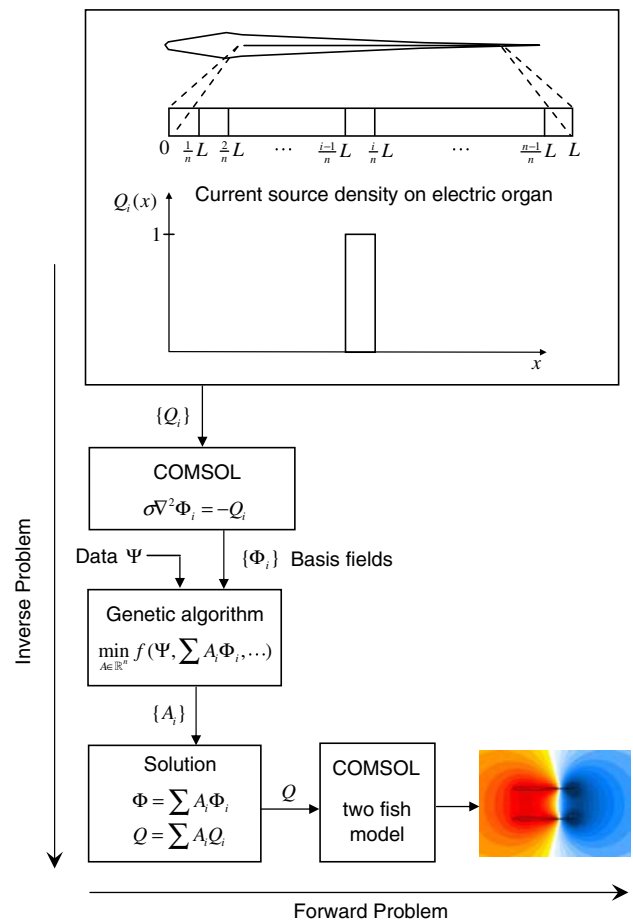 0 1/n L 2/n L ⋯ i−1/n L i/n L ⋯ n−1/n L L
Current source density on electric organ
Q_i(x)
1
x
{Q_i}
COMSOL
σ∇²Φ_i = −Q_i
Data Ψ
{Φ_i} Basis fields
Genetic algorithm
min_{A∈ℝⁿ} f(Ψ, ∑ A_iΦ_i, …)
{A_i}
Solution
Φ = ∑ A_iΦ_i
Q = ∑ A_iQ_i
Q
COMSOL
two fish
model
Inverse Problem
Forward Problem